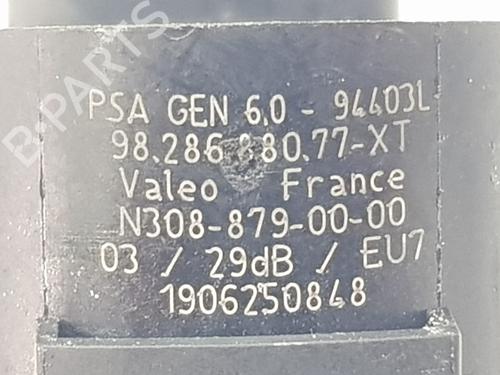 PSA GEN 6.0 - 94403L
98.286.880.77-XT
Valeo France
N308-879-00-00
03 / 29dB / EU7
1906250848
B-PARTS